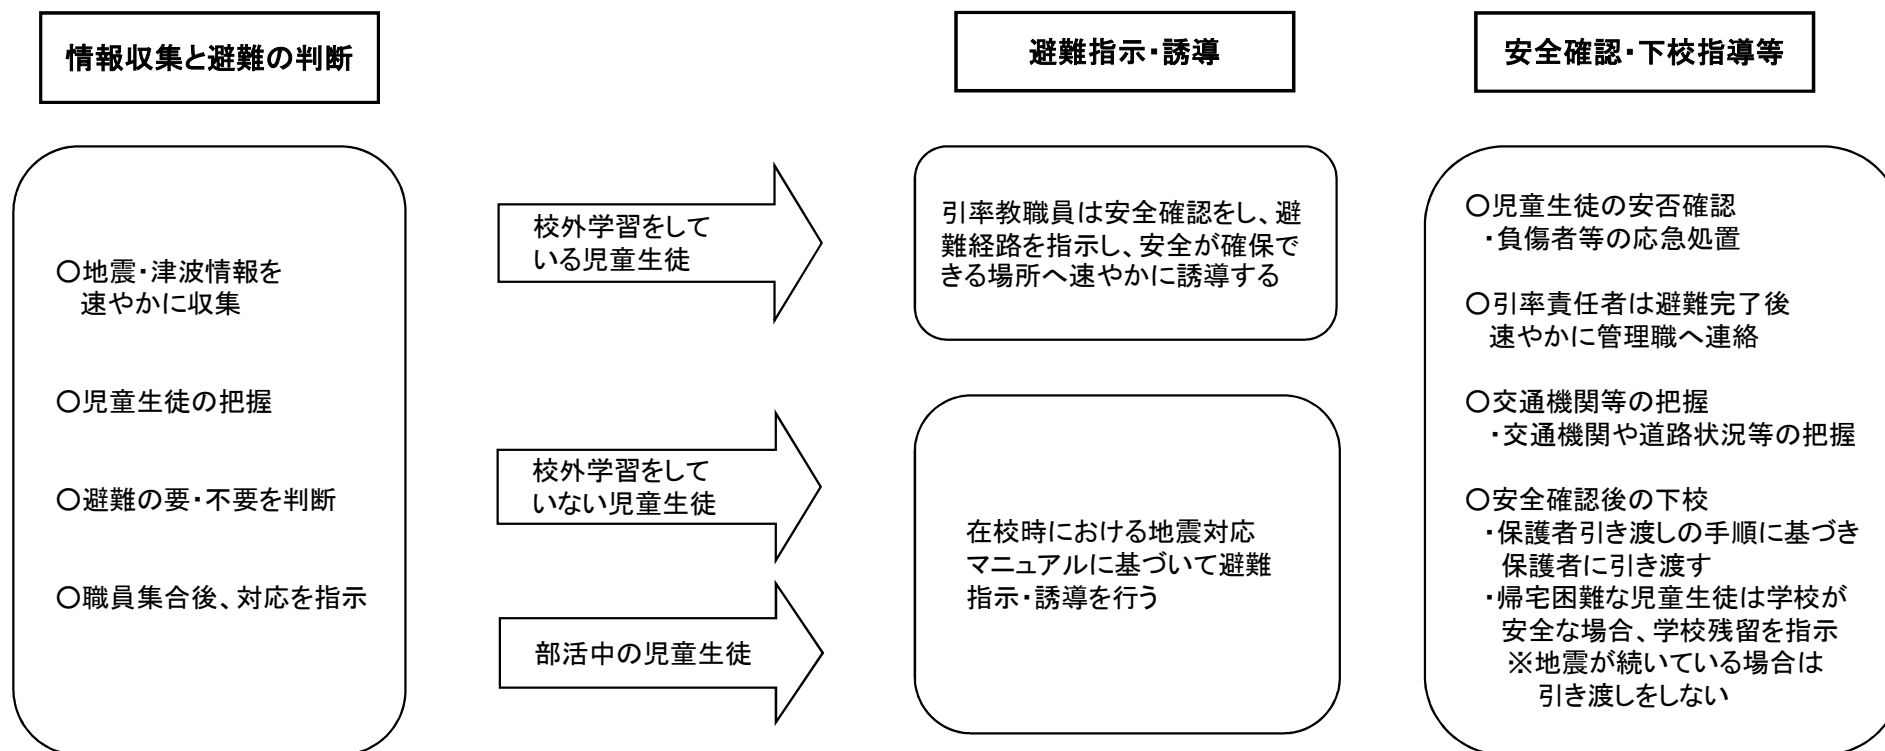 情報収集と避難の判断
避難指示・誘導
安全確認・下校指導等
〇地震・津波情報を
速やかに収集
〇児童生徒の把握
〇避難の要・不要を判断
〇職員集合後、対応を指示
校外学習をして
いる児童生徒
校外学習をして
いない児童生徒
部活中の児童生徒
引率教職員は安全確認をし、避
難経路を指示し、安全が確保で
きる場所へ速やかに誘導する
在校時における地震対応
マニュアルに基づいて避難
指示・誘導を行う
〇児童生徒の安否確認
・負傷者等の応急処置
〇引率責任者は避難完了後
速やかに管理職へ連絡
〇交通機関等の把握
・交通機関や道路状況等の把握
〇安全確認後の下校
・保護者引き渡しの手順に基づき
保護者に引き渡す
・帰宅困難な児童生徒は学校が
安全な場合、学校残留を指示
※地震が続いている場合は
引き渡しをしない